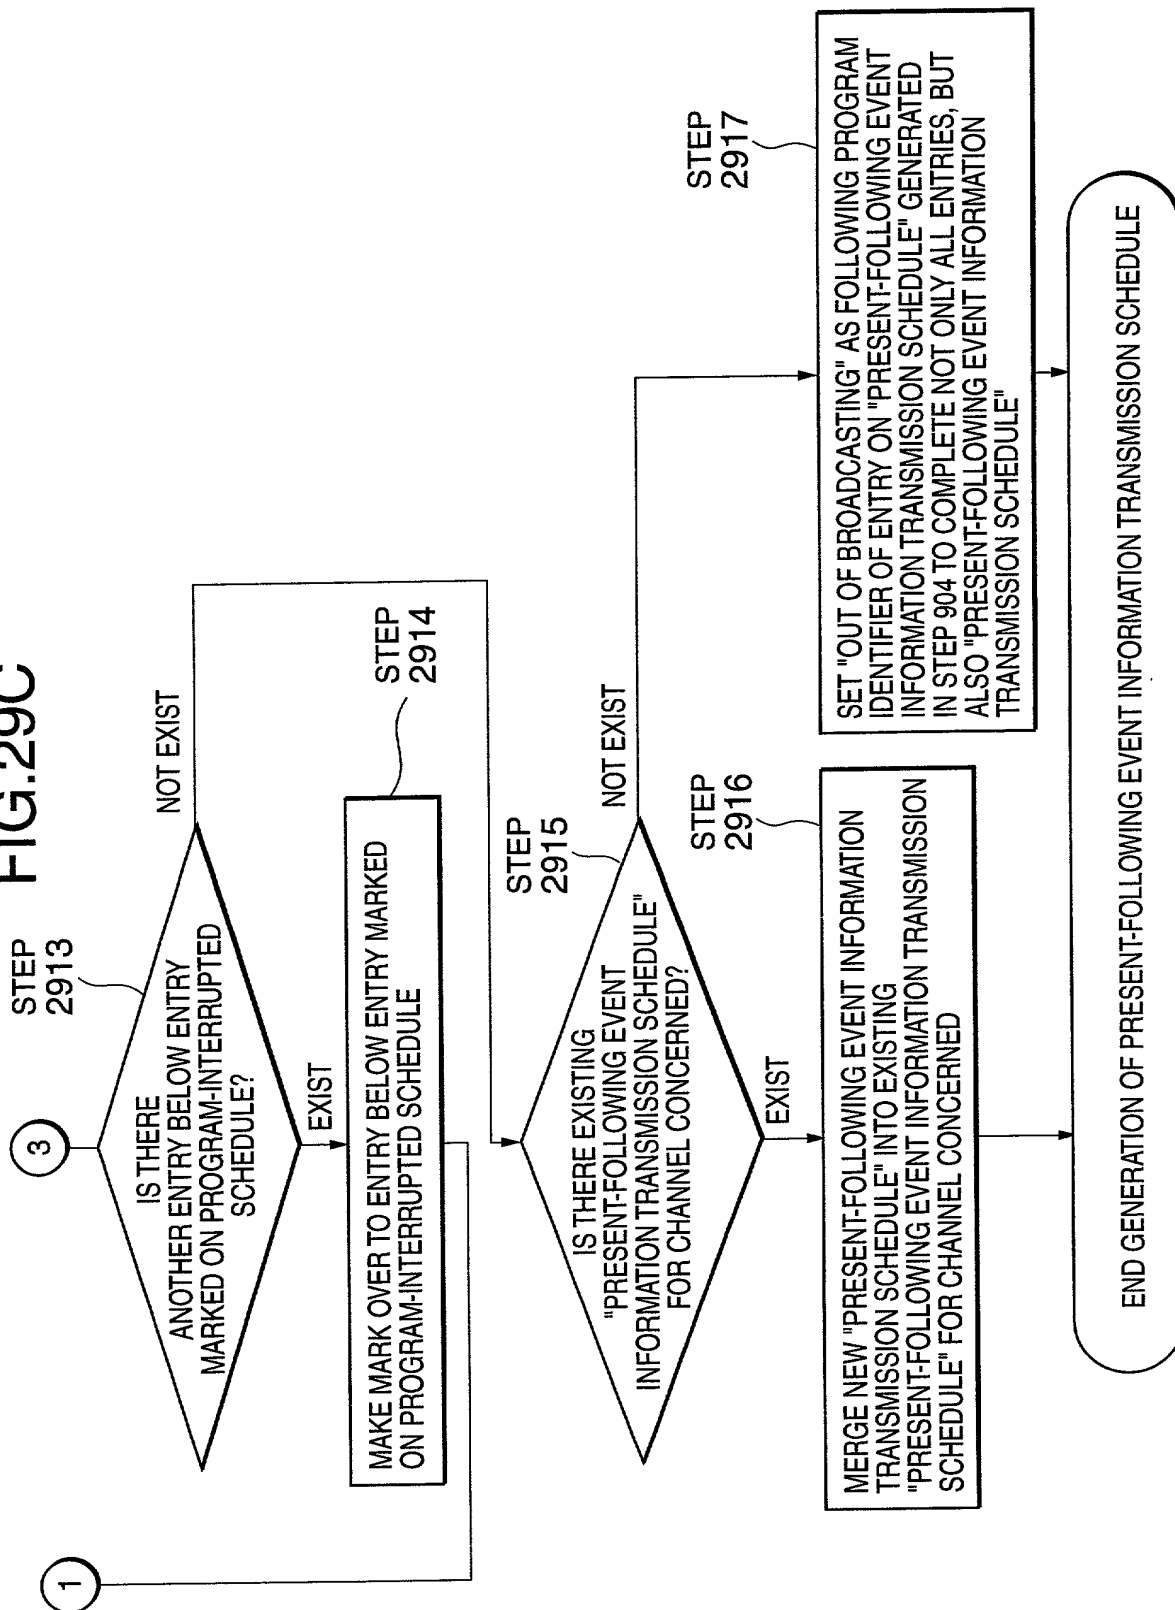 FIG.29C
1
3
STEP
2913
IS THERE
ANOTHER ENTRY BELOW ENTRY
MARKED ON PROGRAM-INTERRUPTED
SCHEDULE?
NOT EXIST
EXIST
STEP
2914
MAKE MARK OVER TO ENTRY BELOW ENTRY MARKED
ON PROGRAM-INTERRUPTED SCHEDULE
STEP
2915
IS THERE EXISTING
"PRESENT-FOLLOWING EVENT
INFORMATION TRANSMISSION SCHEDULE"
FOR CHANNEL CONCERNED?
NOT EXIST
EXIST
STEP
2916
MERGE NEW "PRESENT-FOLLOWING EVENT INFORMATION
TRANSMISSION SCHEDULE" INTO EXISTING
"PRESENT-FOLLOWING EVENT INFORMATION TRANSMISSION
SCHEDULE" FOR CHANNEL CONCERNED
STEP
2917
SET "OUT OF BROADCASTING" AS FOLLOWING PROGRAM
IDENTIFIER OF ENTRY ON "PRESENT-FOLLOWING EVENT
INFORMATION TRANSMISSION SCHEDULE" GENERATED
IN STEP 904 TO COMPLETE NOT ONLY ALL ENTRIES, BUT
ALSO "PRESENT-FOLLOWING EVENT INFORMATION
TRANSMISSION SCHEDULE"
END GENERATION OF PRESENT-FOLLOWING EVENT INFORMATION TRANSMISSION SCHEDULE